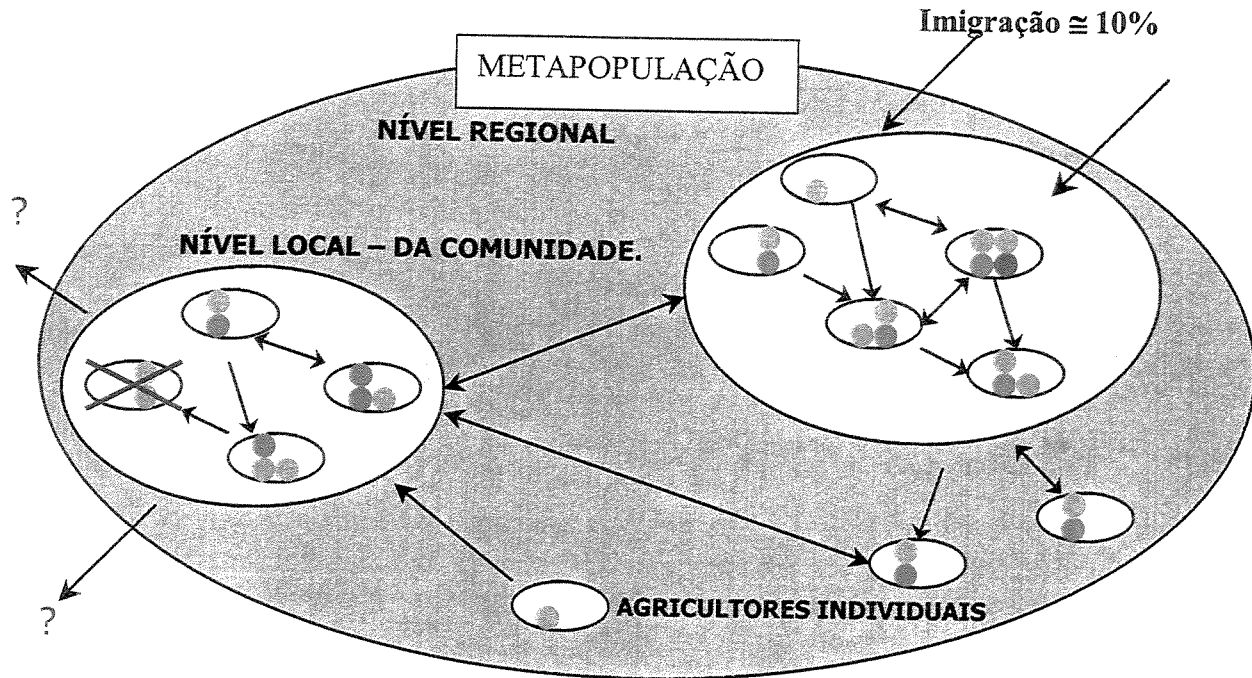 Imigração ≅ 10%
METAPOPULAÇÃO
NÍVEL REGIONAL
?
NÍVEL LOCAL – DA COMUNIDADE.
?
AGRICULTORES INDIVIDUAIS